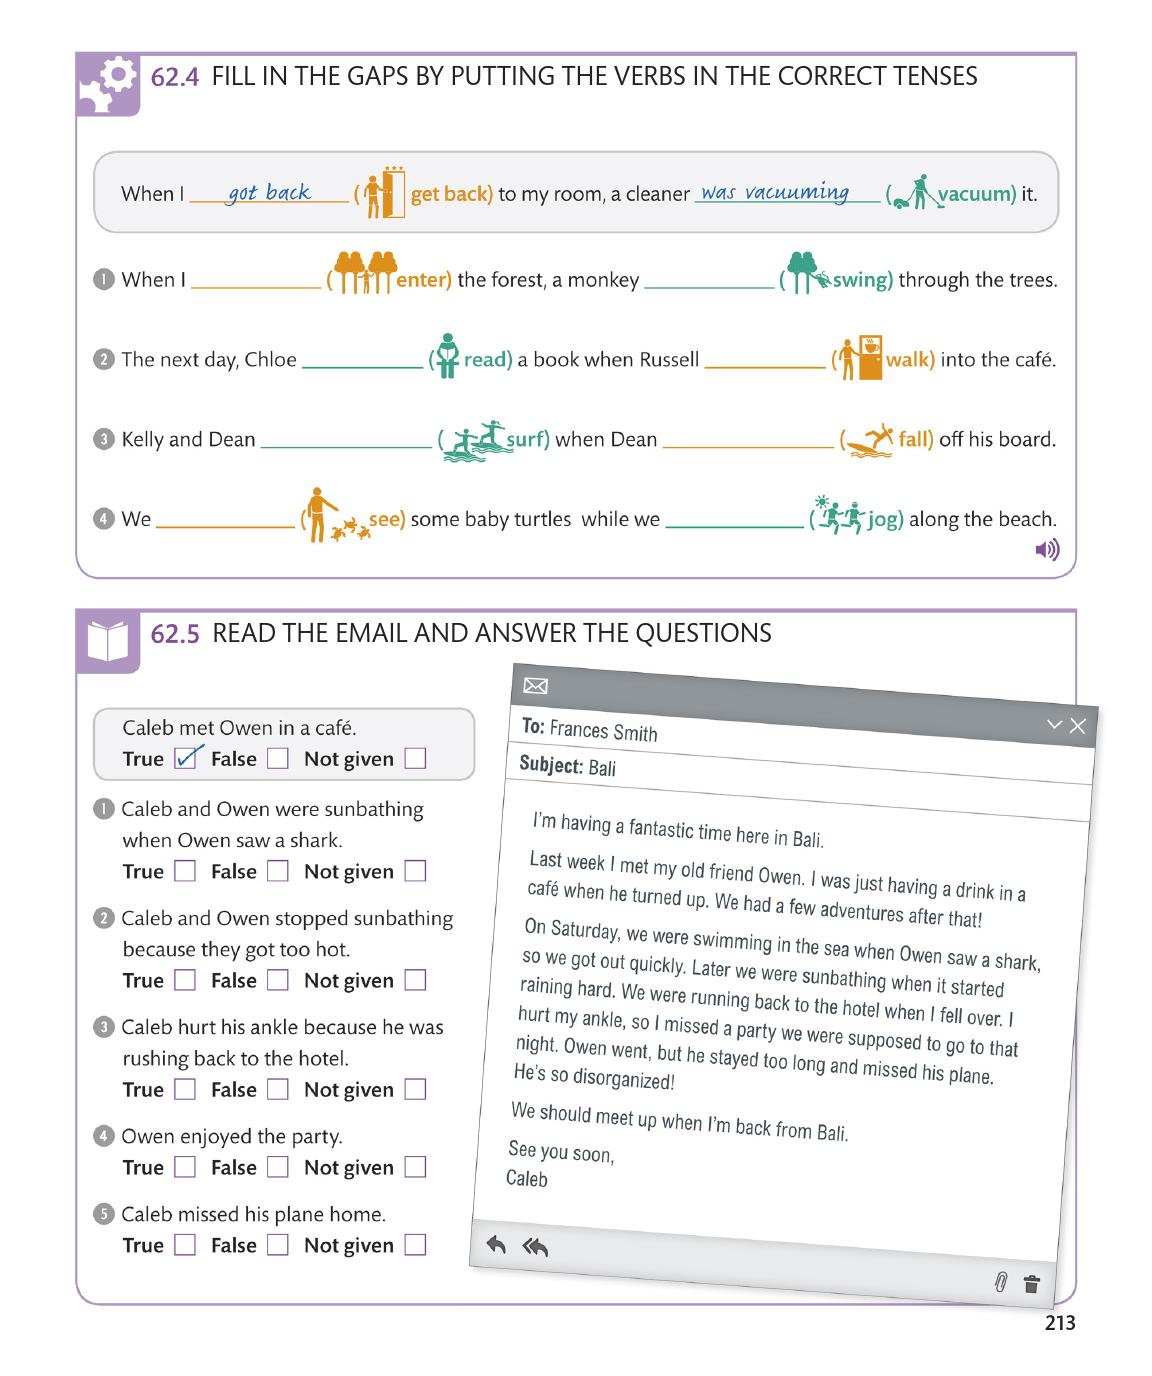 62.4 FILL IN THE GAPS BY PUTTING THE VERBS IN THE CORRECT TENSES
When I got back ( get back) to my room, a cleaner was vacuuming ( vacuum) it.
1 When I ____________ ( enter) the forest, a monkey ____________ ( swing) through the trees.
2 The next day, Chloe ____________ ( read) a book when Russell ____________ ( walk) into the café.
3 Kelly and Dean ____________ ( surf) when Dean ____________ ( fall) off his board.
4 We ____________ ( see) some baby turtles while we ____________ ( jog) along the beach.
62.5 READ THE EMAIL AND ANSWER THE QUESTIONS
Caleb met Owen in a café.
True ✓ False Not given
1 Caleb and Owen were sunbathing
when Owen saw a shark.
True False Not given
2 Caleb and Owen stopped sunbathing
because they got too hot.
True False Not given
3 Caleb hurt his ankle because he was
rushing back to the hotel.
True False Not given
4 Owen enjoyed the party.
True False Not given
5 Caleb missed his plane home.
True False Not given
To: Frances Smith
Subject: Bali
I'm having a fantastic time here in Bali.
Last week I met my old friend Owen. I was just having a drink in a
café when he turned up. We had a few adventures after that!
On Saturday, we were swimming in the sea when Owen saw a shark,
so we got out quickly. Later we were sunbathing when it started
raining hard. We were running back to the hotel when I fell over. I
hurt my ankle, so I missed a party we were supposed to go to that
night. Owen went, but he stayed too long and missed his plane.
He's so disorganized!
We should meet up when I'm back from Bali.
See you soon,
Caleb
213